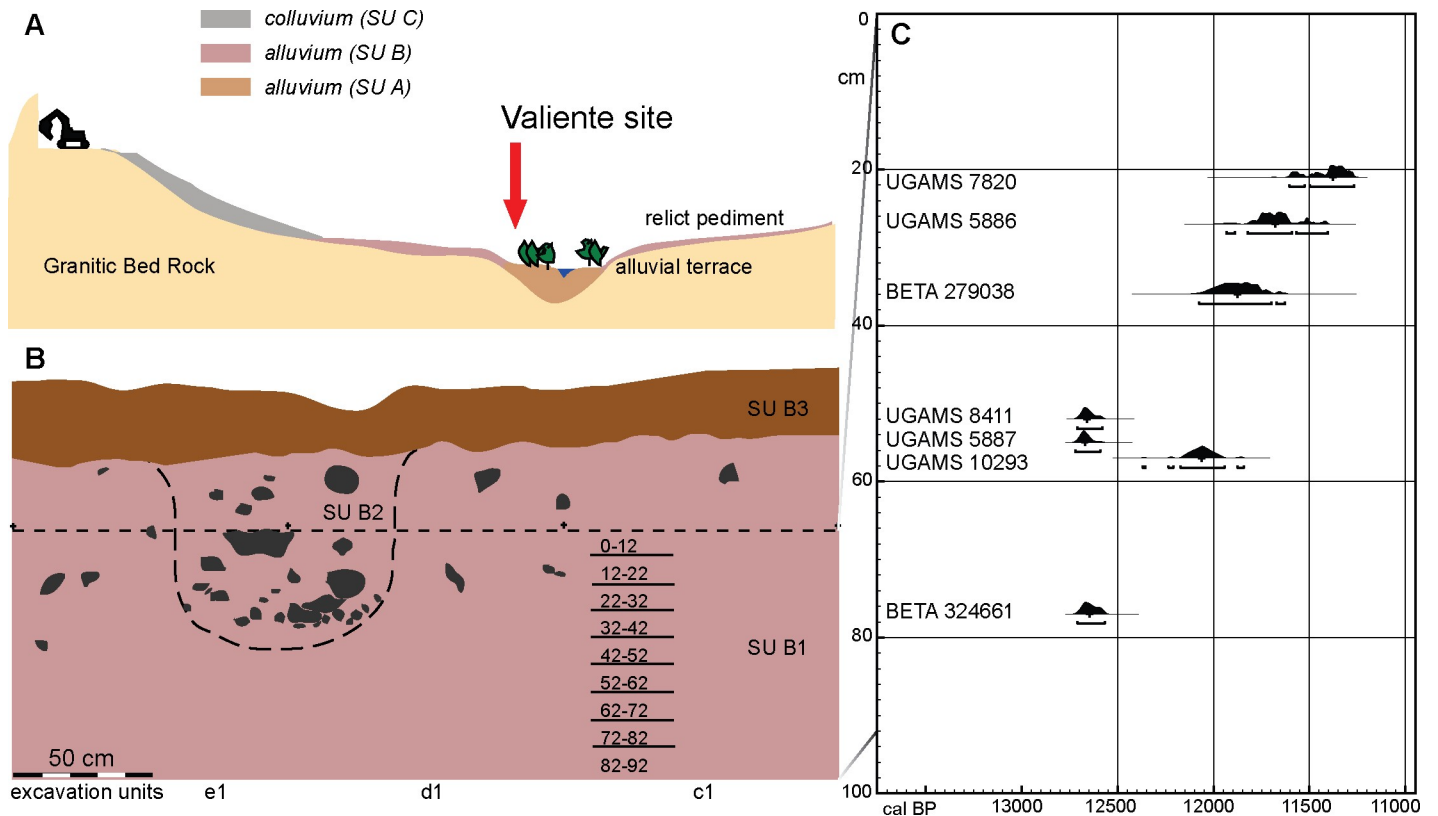 A
colluvium (SU C)
alluvium (SU B)
alluvium (SU A)
Valiente site
relict pediment
Granitic Bed Rock
alluvial terrace
B
SU B3
SU B2
0-12
12-22
22-32
32-42
42-52
52-62
62-72
72-82
82-92
SU B1
50 cm
excavation units e1 d1 c1
C
0
cm
20
UGAMS 7820
UGAMS 5886
BETA 279038
40
UGAMS 8411
UGAMS 5887
UGAMS 10293
60
BETA 324661
80
100
cal BP 13000 12500 12000 11500 11000